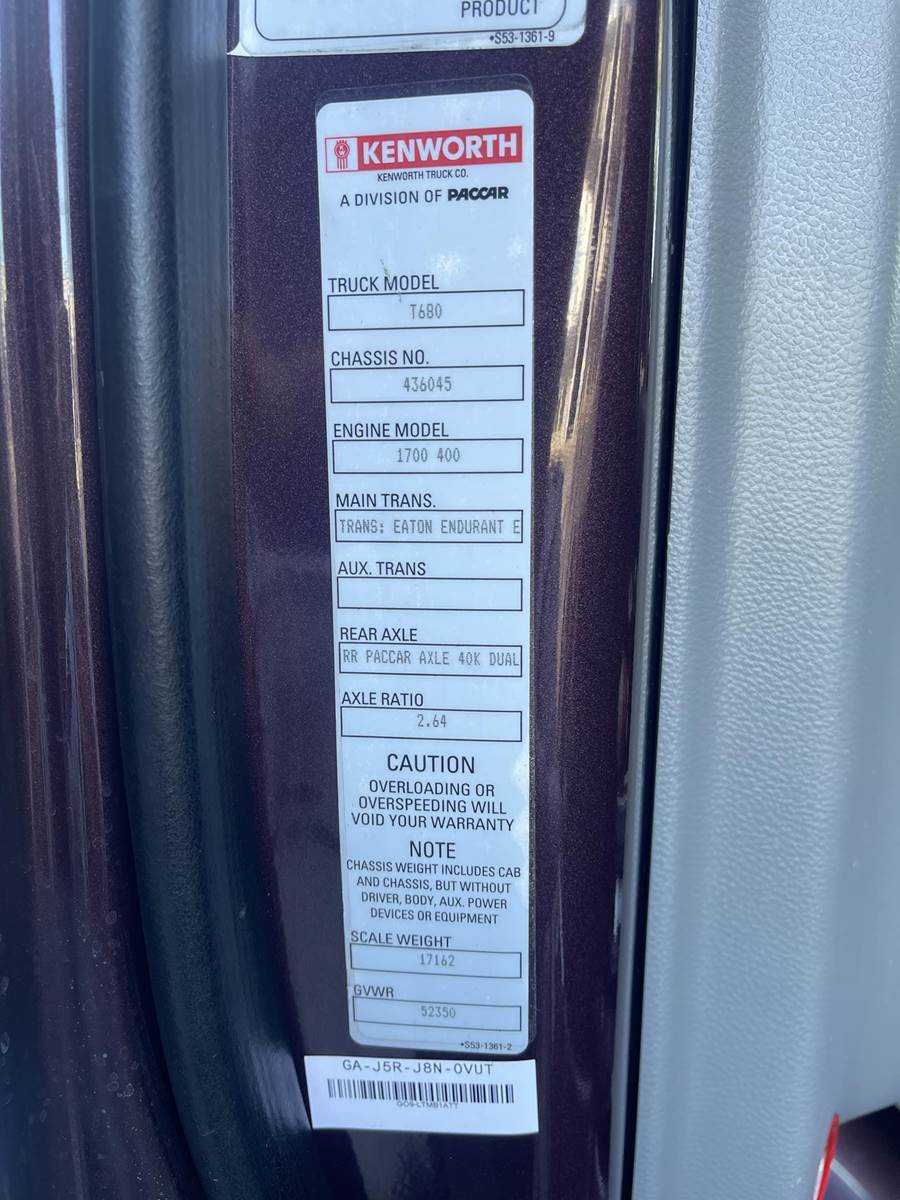 PRODUCT
•S53-1361-9
KENWORTH
KENWORTH TRUCK CO.
A DIVISION OF PACCAR
TRUCK MODEL
T680
CHASSIS NO.
436045
ENGINE MODEL
1700 400
MAIN TRANS.
TRANS: EATON ENDURANT E
AUX. TRANS
REAR AXLE
RR PACCAR AXLE 40K DUAL
AXLE RATIO
2.64
CAUTION
OVERLOADING OR
OVERSPEEDING WILL
VOID YOUR WARRANTY
NOTE
CHASSIS WEIGHT INCLUDES CAB
AND CHASSIS, BUT WITHOUT
DRIVER, BODY, AUX. POWER
DEVICES OR EQUIPMENT
SCALE WEIGHT
17162
GVWR
52350
•S53-1361-2
GA-J5R-J8N-0VUT
GO9-LTMB1ATT